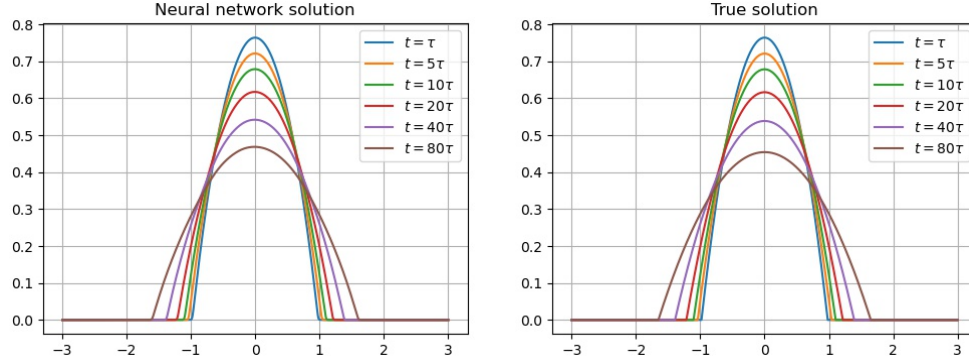 Neural network solution
0.8
0.7
0.6
0.5
0.4
0.3
0.2
0.1
0.0
−3
−2
−1
0
1
2
3
t = τ
t = 5τ
t = 10τ
t = 20τ
t = 40τ
t = 80τ
True solution
0.8
0.7
0.6
0.5
0.4
0.3
0.2
0.1
0.0
−3
−2
−1
0
1
2
3
t = τ
t = 5τ
t = 10τ
t = 20τ
t = 40τ
t = 80τ